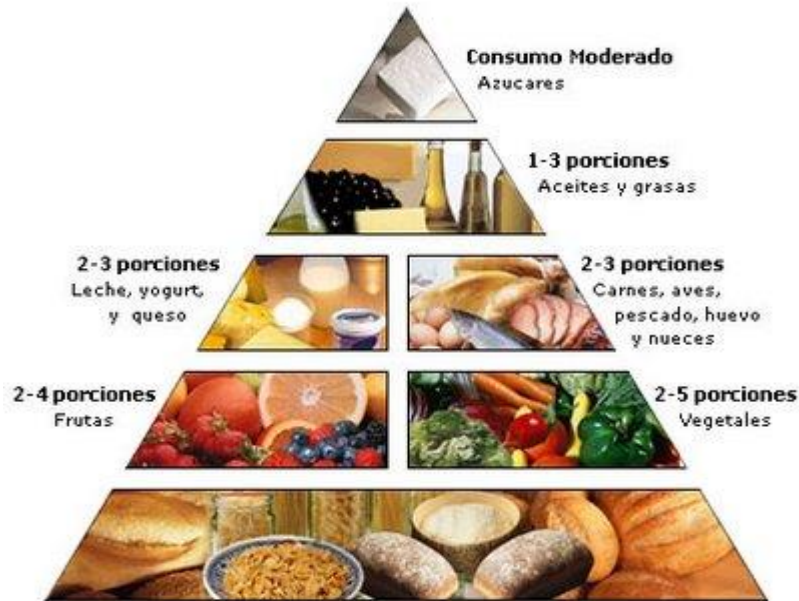 Consumo Moderado
Azucares
1-3 porciones
Aceites y grasas
2-3 porciones
Leche, yogurt,
y queso
2-3 porciones
Carnes, aves,
pescado, huevo
y nueces
2-4 porciones
Frutas
2-5 porciones
Vegetales